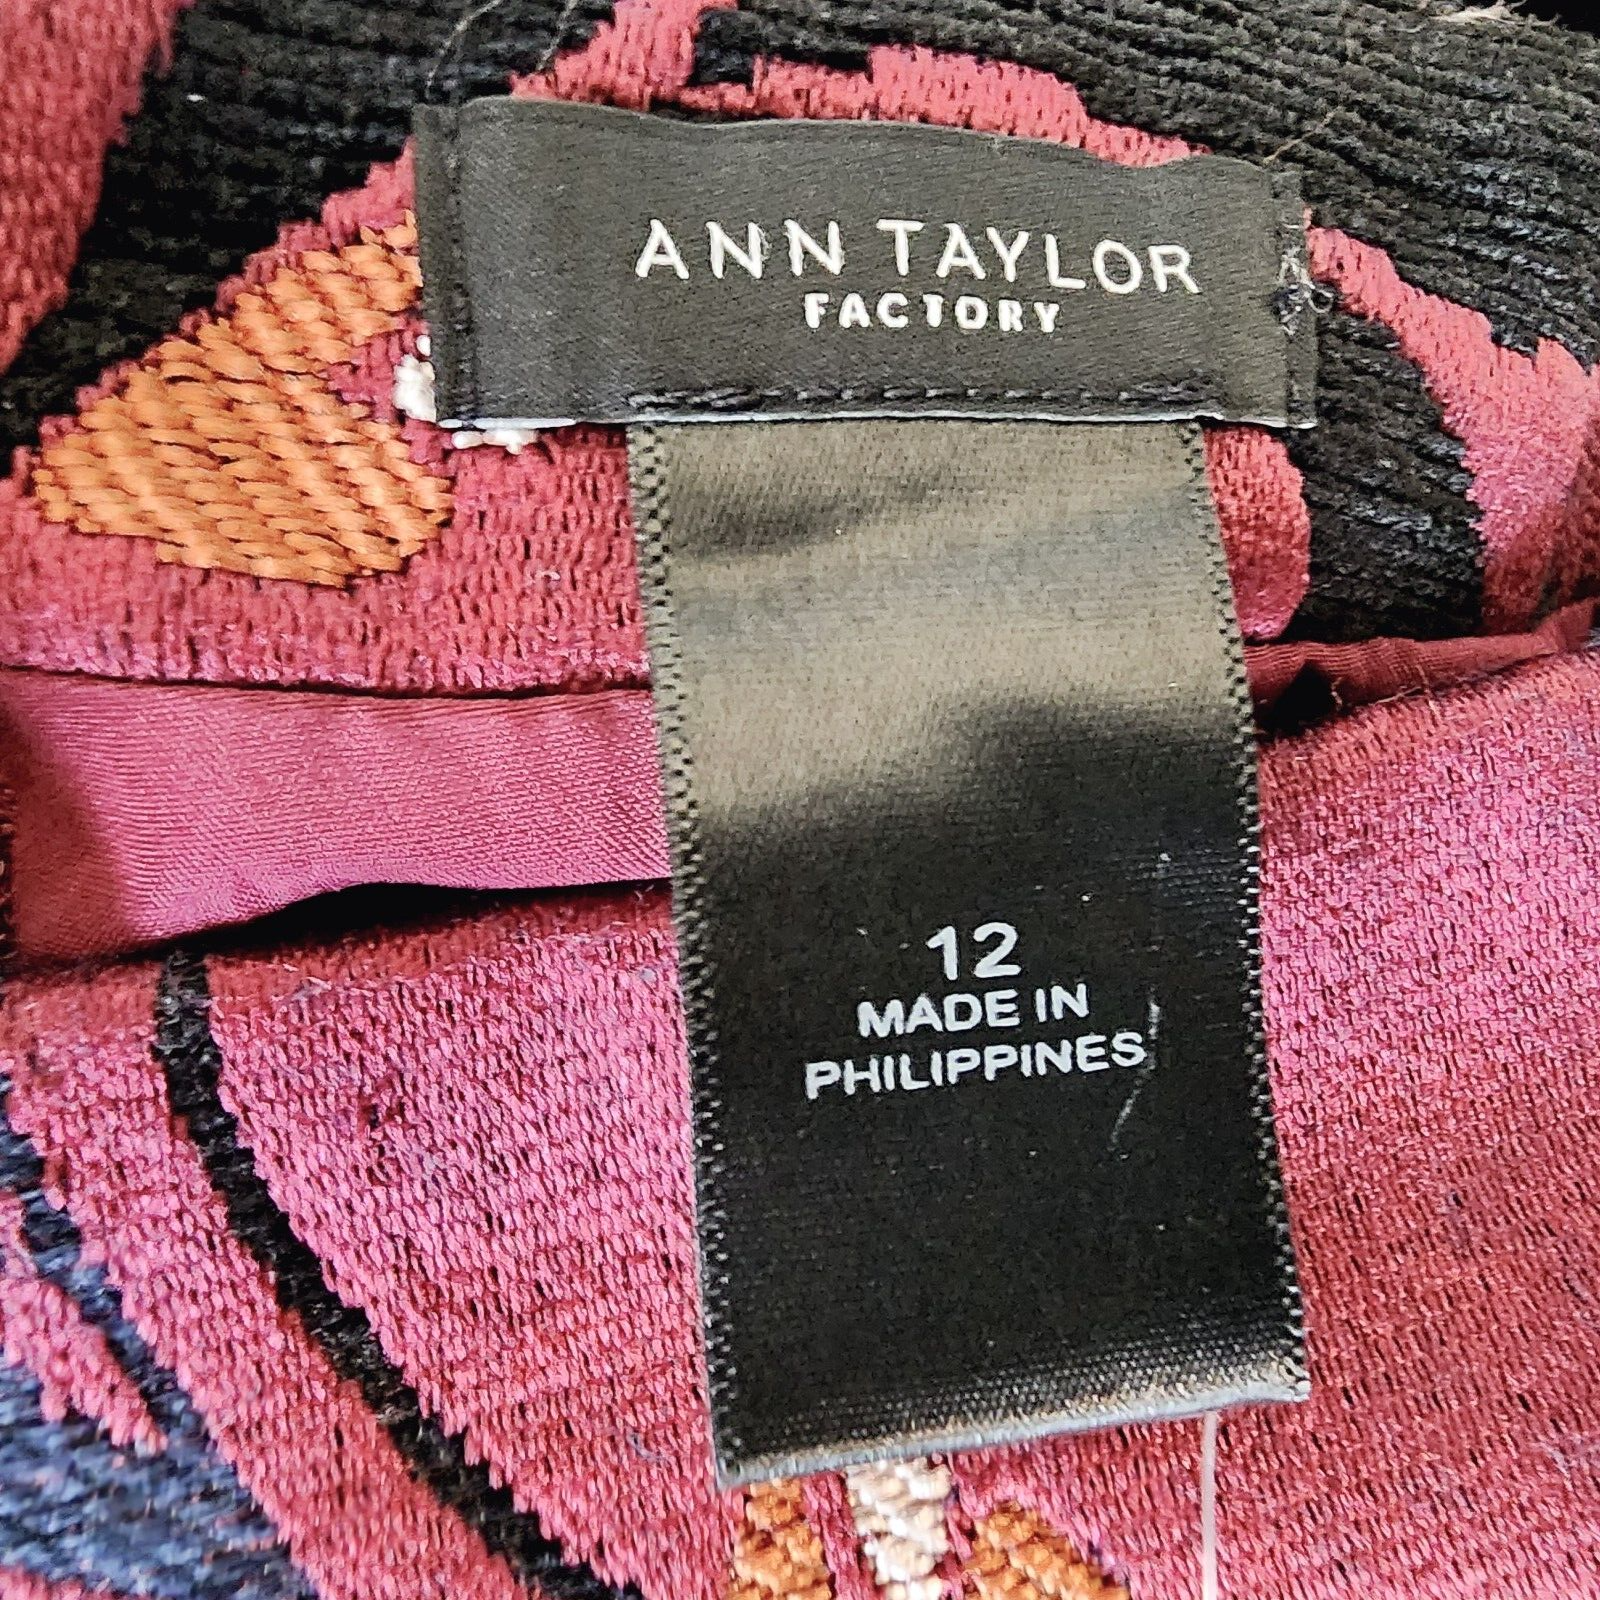 ANN TAYLOR
FACTORY
12
MADE IN
PHILIPPINES